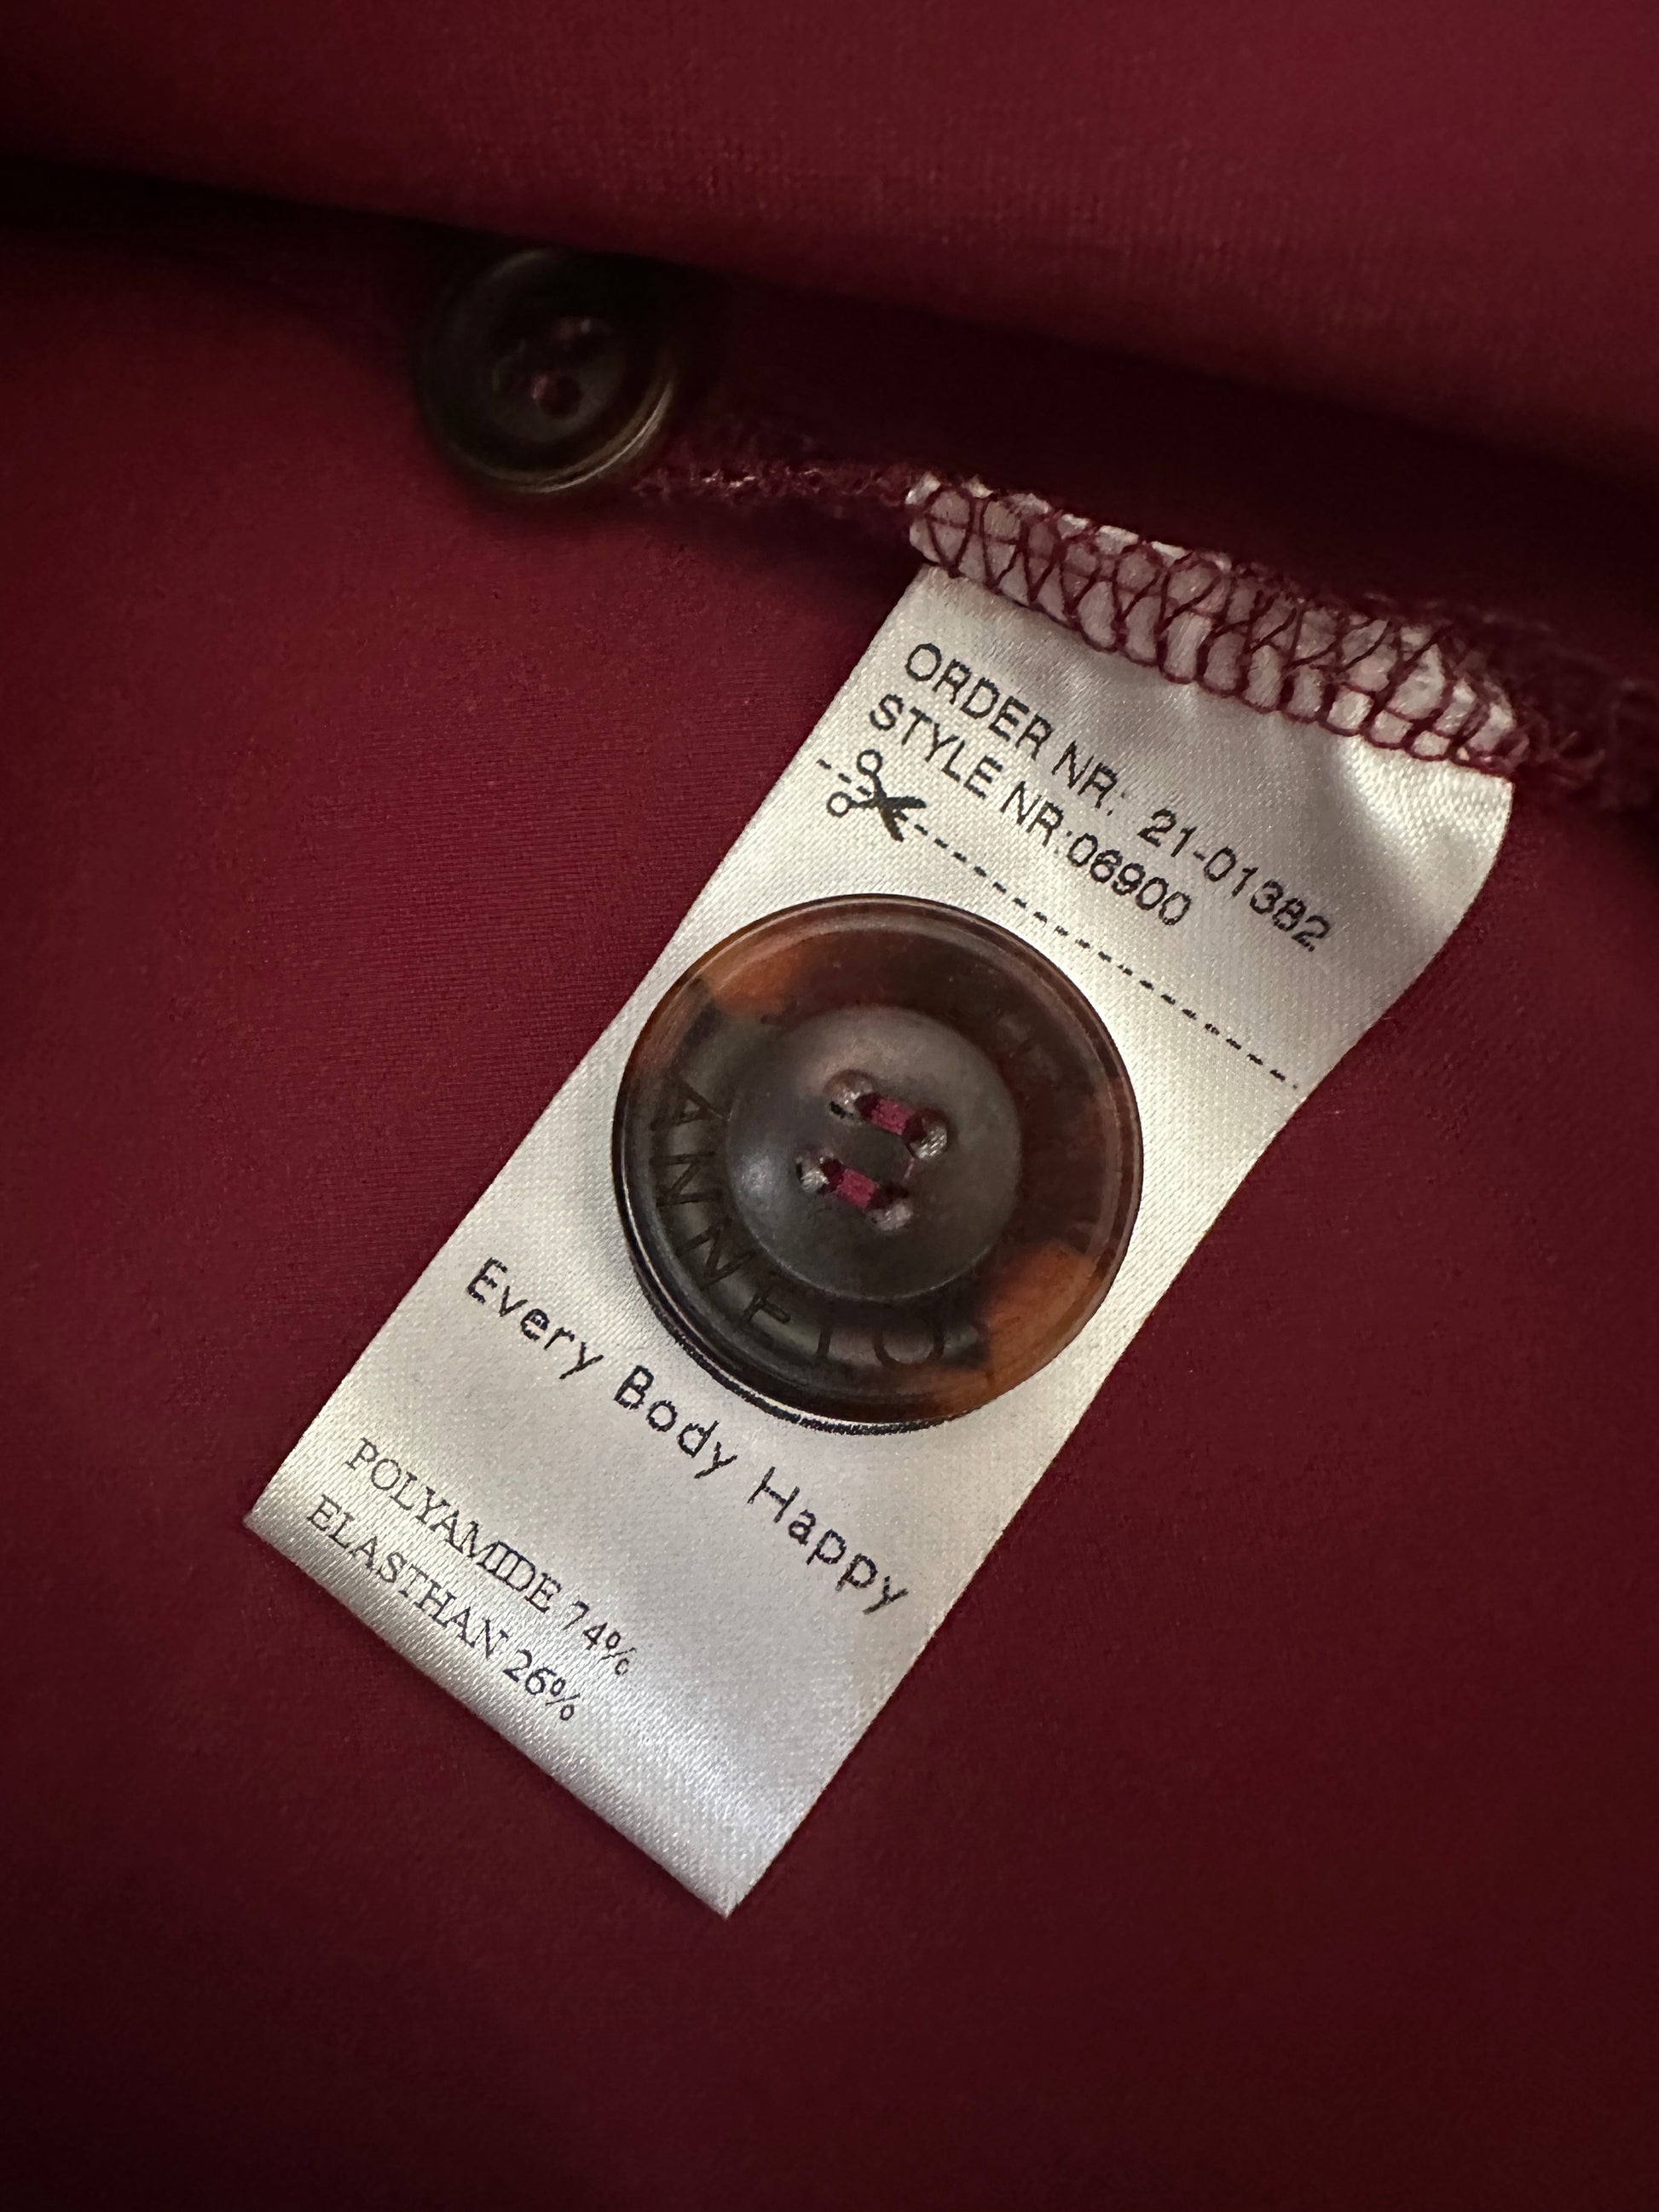 ORDER NR: 21-01382
STYLE NR:06900
ANNETO
Every Body Happy
POLYAMIDE 74%
ELASTHAN 26%